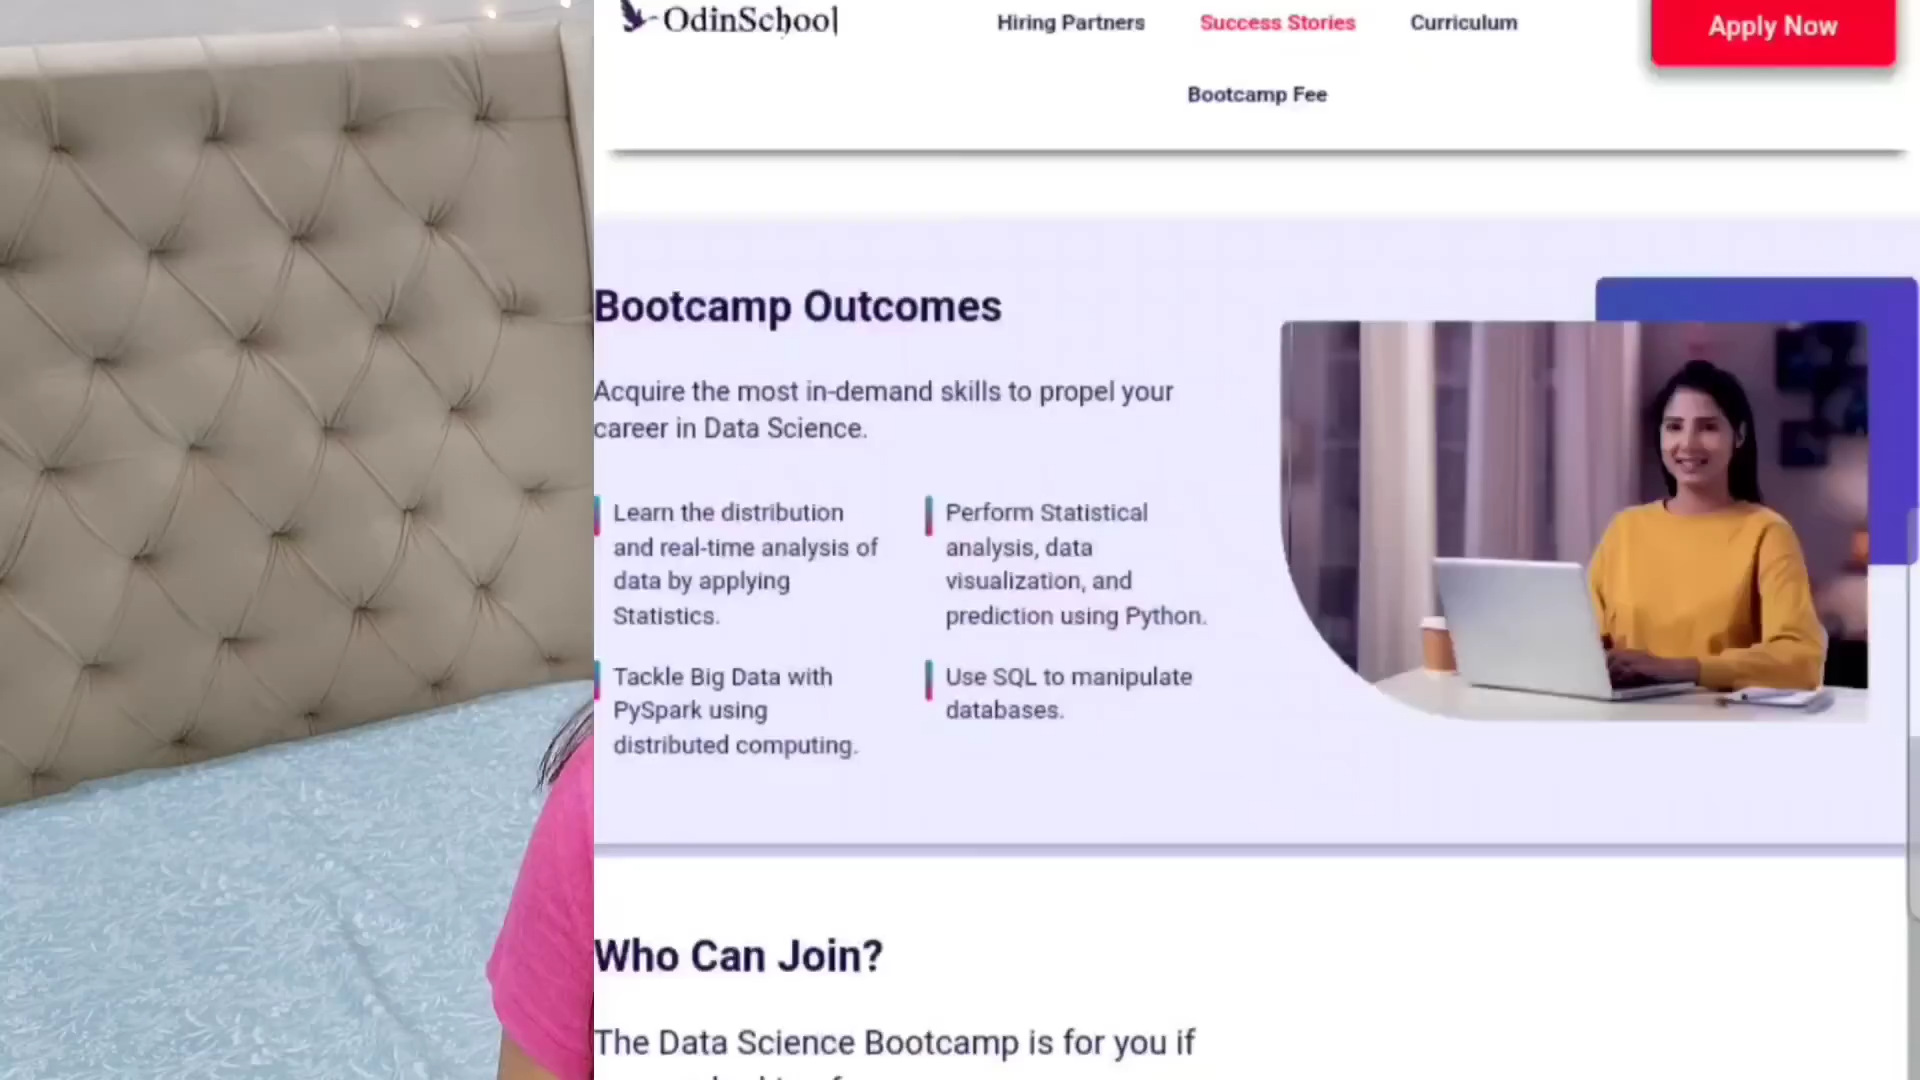 OdinSchool
Hiring Partners
Success Stories
Curriculum
Apply Now
Bootcamp Fee
Bootcamp Outcomes
Acquire the most in-demand skills to propel your
career in Data Science.
Learn the distribution
and real-time analysis of
data by applying
Statistics.
Perform Statistical
analysis, data
visualization, and
prediction using Python.
Tackle Big Data with
PySpark using
distributed computing.
Use SQL to manipulate
databases.
Who Can Join?
The Data Science Bootcamp is for you if